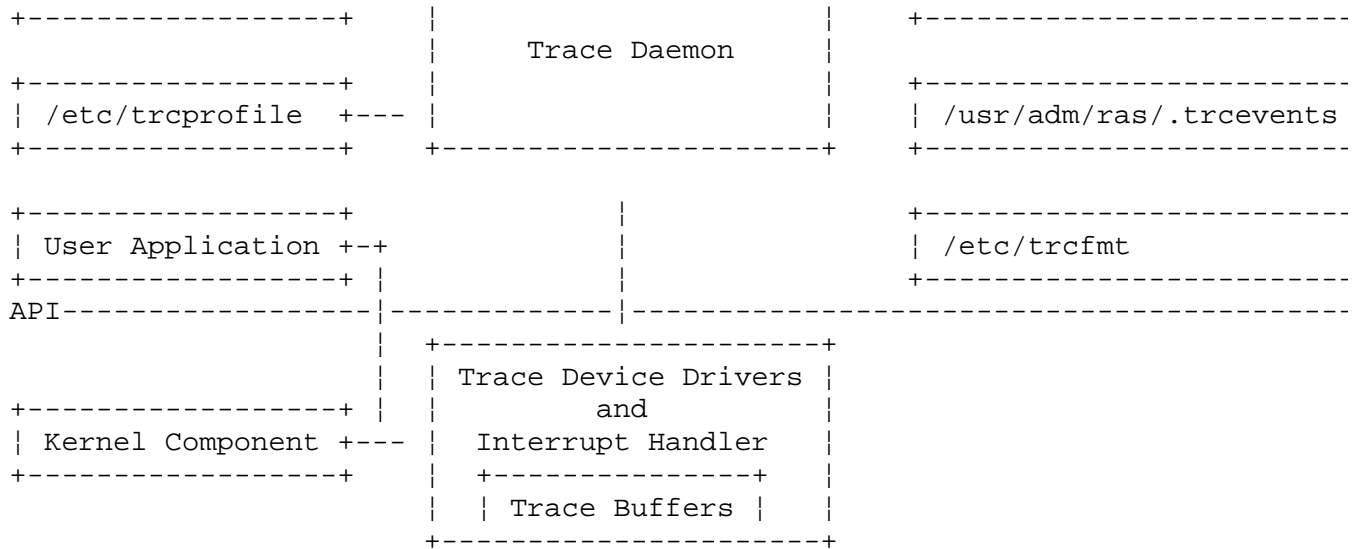 Trace Daemon
/etc/trcprofile
/usr/adm/ras/.trcevents
User Application
/etc/trcfmt
API
Trace Device Drivers
and
Kernel Component
Interrupt Handler
Trace Buffers